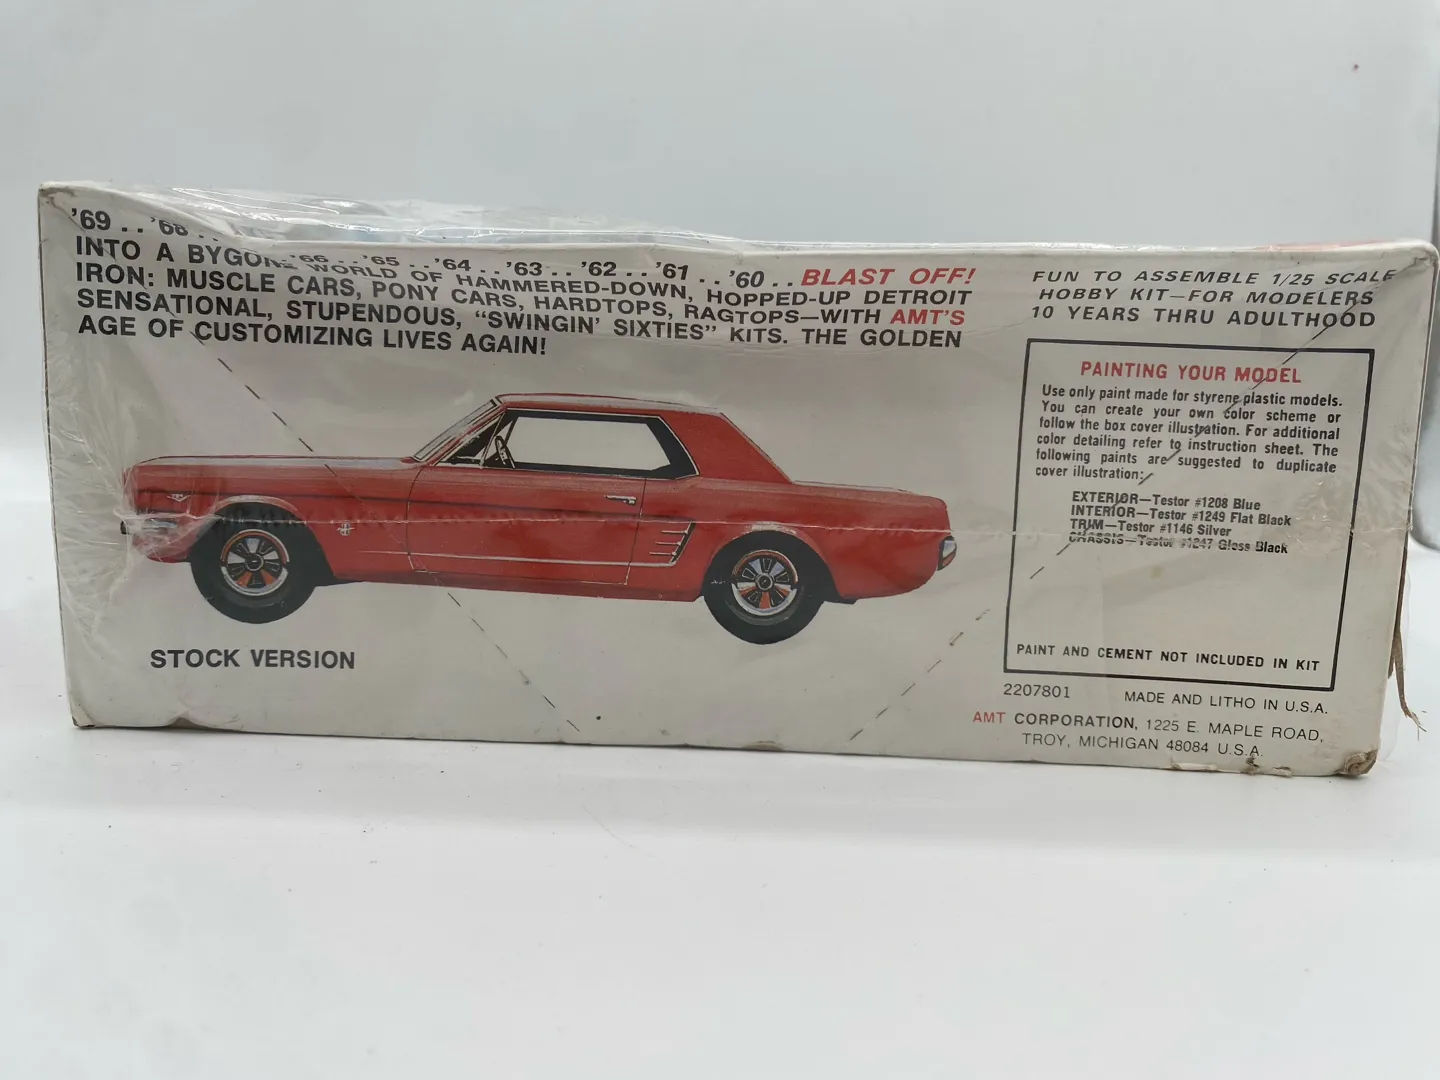 '69 . . '68 . . '66 . . '65 . . '64 . . '63 . . '62 . . '61 . . '60 . . BLAST OFF!
INTO A BYGONE WORLD OF HAMMERED-DOWN, HOPPED-UP DETROIT
IRON: MUSCLE CARS, PONY CARS, HARDTOPS, RAGTOPS—WITH AMT'S
SENSATIONAL, STUPENDOUS, “SWINGIN' SIXTIES” KITS. THE GOLDEN
AGE OF CUSTOMIZING LIVES AGAIN!
STOCK VERSION
FUN TO ASSEMBLE 1/25 SCALE
HOBBY KIT—FOR MODELERS
10 YEARS THRU ADULTHOOD
PAINTING YOUR MODEL
Use only paint made for styrene plastic models.
You can create your own color scheme or
follow the box cover illustration. For additional
color detailing refer to instruction sheet. The
following paints are suggested to duplicate
cover illustration:
EXTERIOR—Testor #1208 Blue
INTERIOR—Testor #1249 Flat Black
TRIM—Testor #1146 Silver
CHASSIS—Testor #1247 Gloss Black
PAINT AND CEMENT NOT INCLUDED IN KIT
2207801 MADE AND LITHO IN U.S.A.
AMT CORPORATION, 1225 E. MAPLE ROAD,
TROY, MICHIGAN 48084 U.S.A.